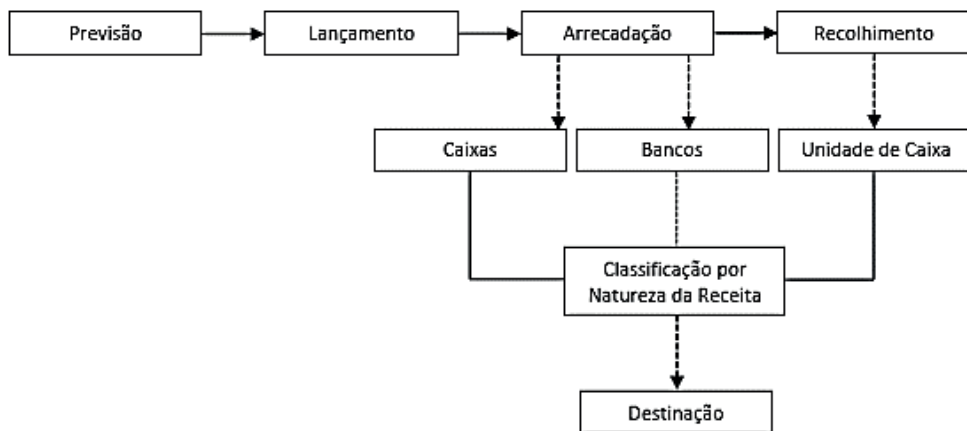 Previsão
Lançamento
Arrecadação
Recolhimento
Caixas
Bancos
Unidade de Caixa
Classificação por
Natureza da Receita
Destinação